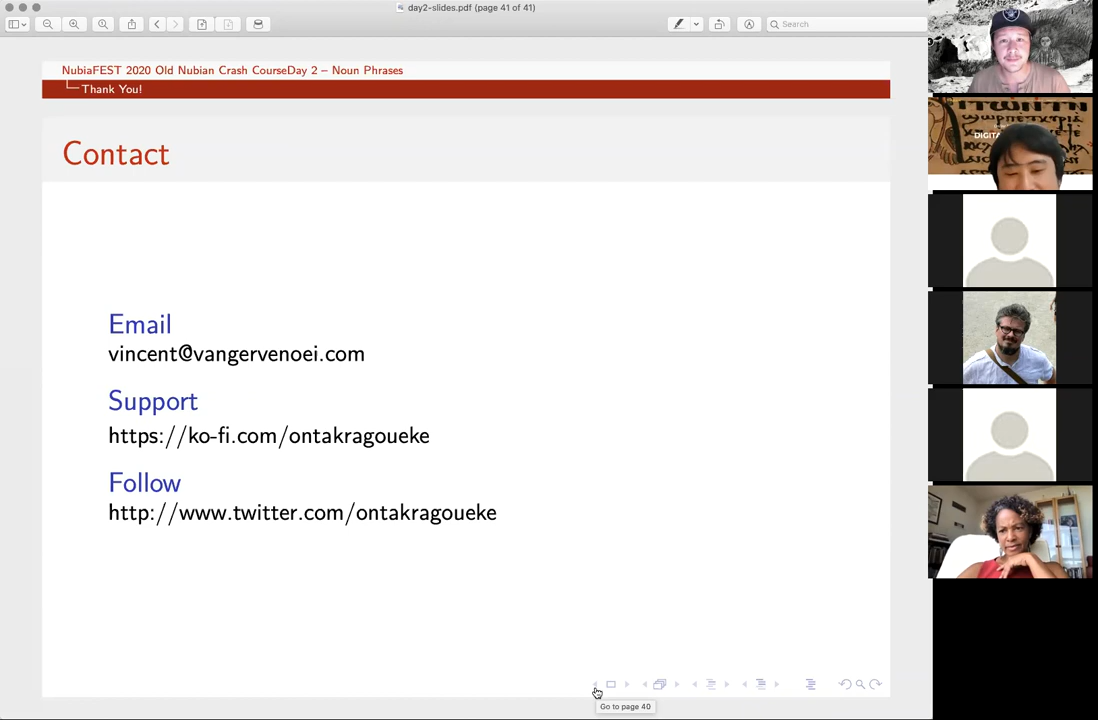 day2-slides.pdf (page 41 of 41)
Search
NubiaFEST 2020 Old Nubian Crash CourseDay 2 – Noun Phrases
Thank You!
Contact
Email
vincent@vangervenoei.com
Support
https://ko-fi.com/ontakragoueke
Follow
http://www.twitter.com/ontakragoueke
Go to page 40